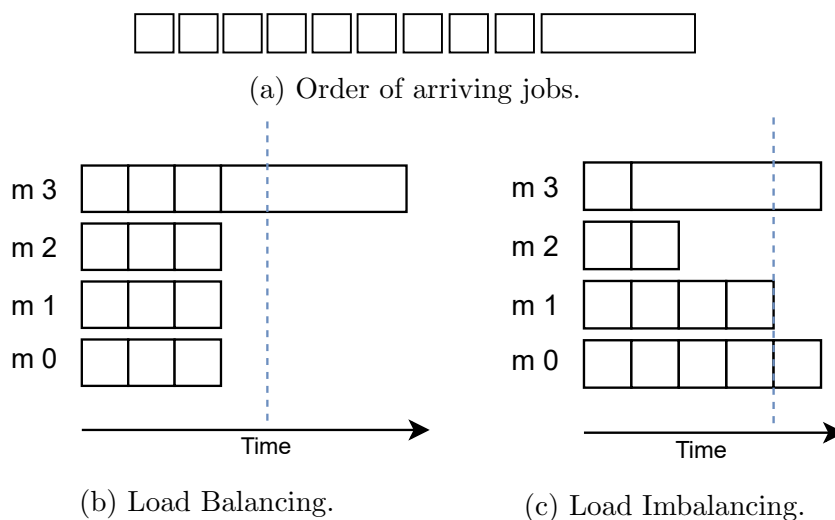 (a) Order of arriving jobs.
m 3
m 2
m 1
m 0
Time
(b) Load Balancing.
m 3
m 2
m 1
m 0
Time
(c) Load Imbalancing.